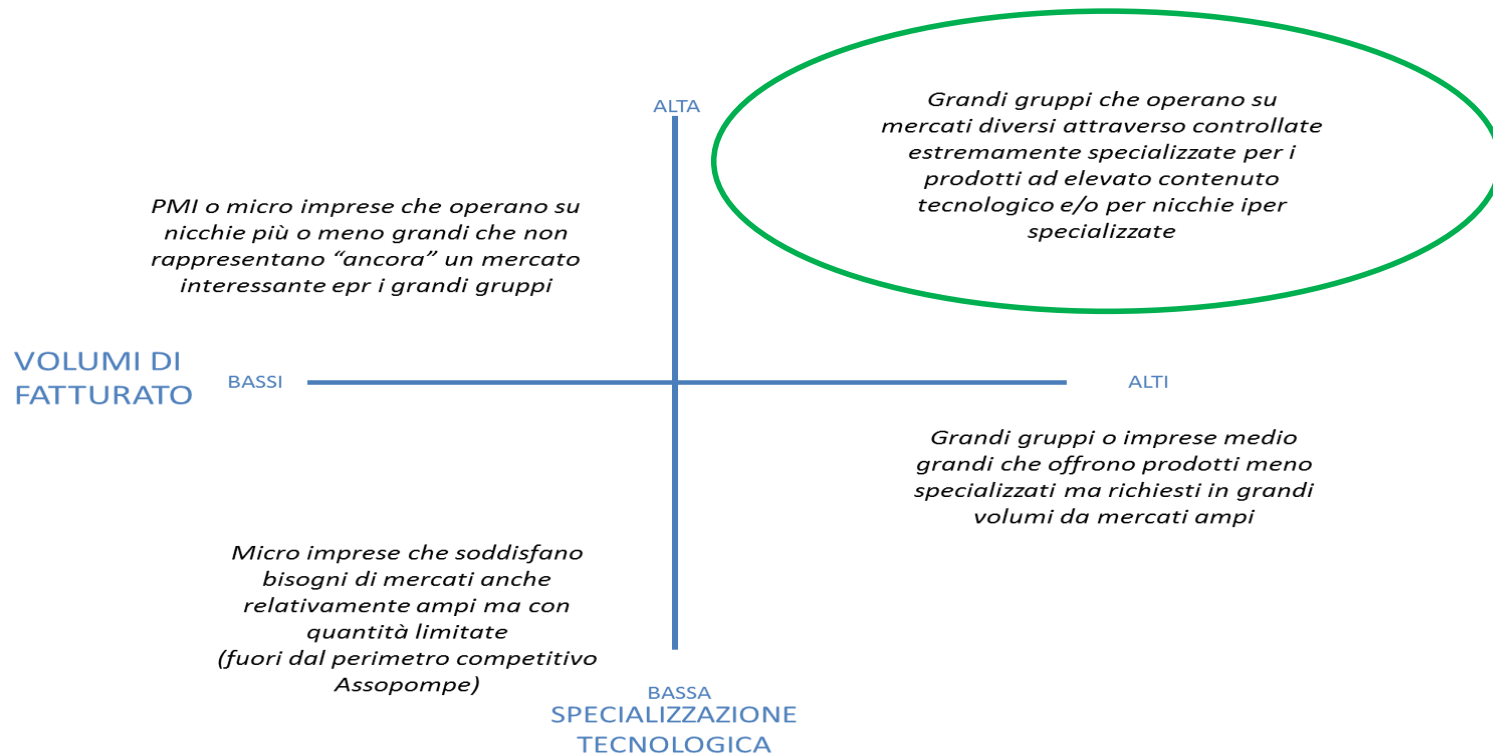 ALTA
Grandi gruppi che operano su
mercati diversi attraverso controllate
estremamente specializzate per i
prodotti ad elevato contenuto
tecnologico e/o per nicchie iper
specializzate
PMI o micro imprese che operano su
nicchie più o meno grandi che non
rappresentano “ancora” un mercato
interessante epr i grandi gruppi
VOLUMI DI
FATTURATO
BASSI
ALTI
Grandi gruppi o imprese medio
grandi che offrono prodotti meno
specializzati ma richiesti in grandi
volumi da mercati ampi
Micro imprese che soddisfano
bisogni di mercati anche
relativamente ampi ma con
quantità limitate
(fuori dal perimetro competitivo
Assopompe)
BASSA
SPECIALIZZAZIONE
TECNOLOGICA